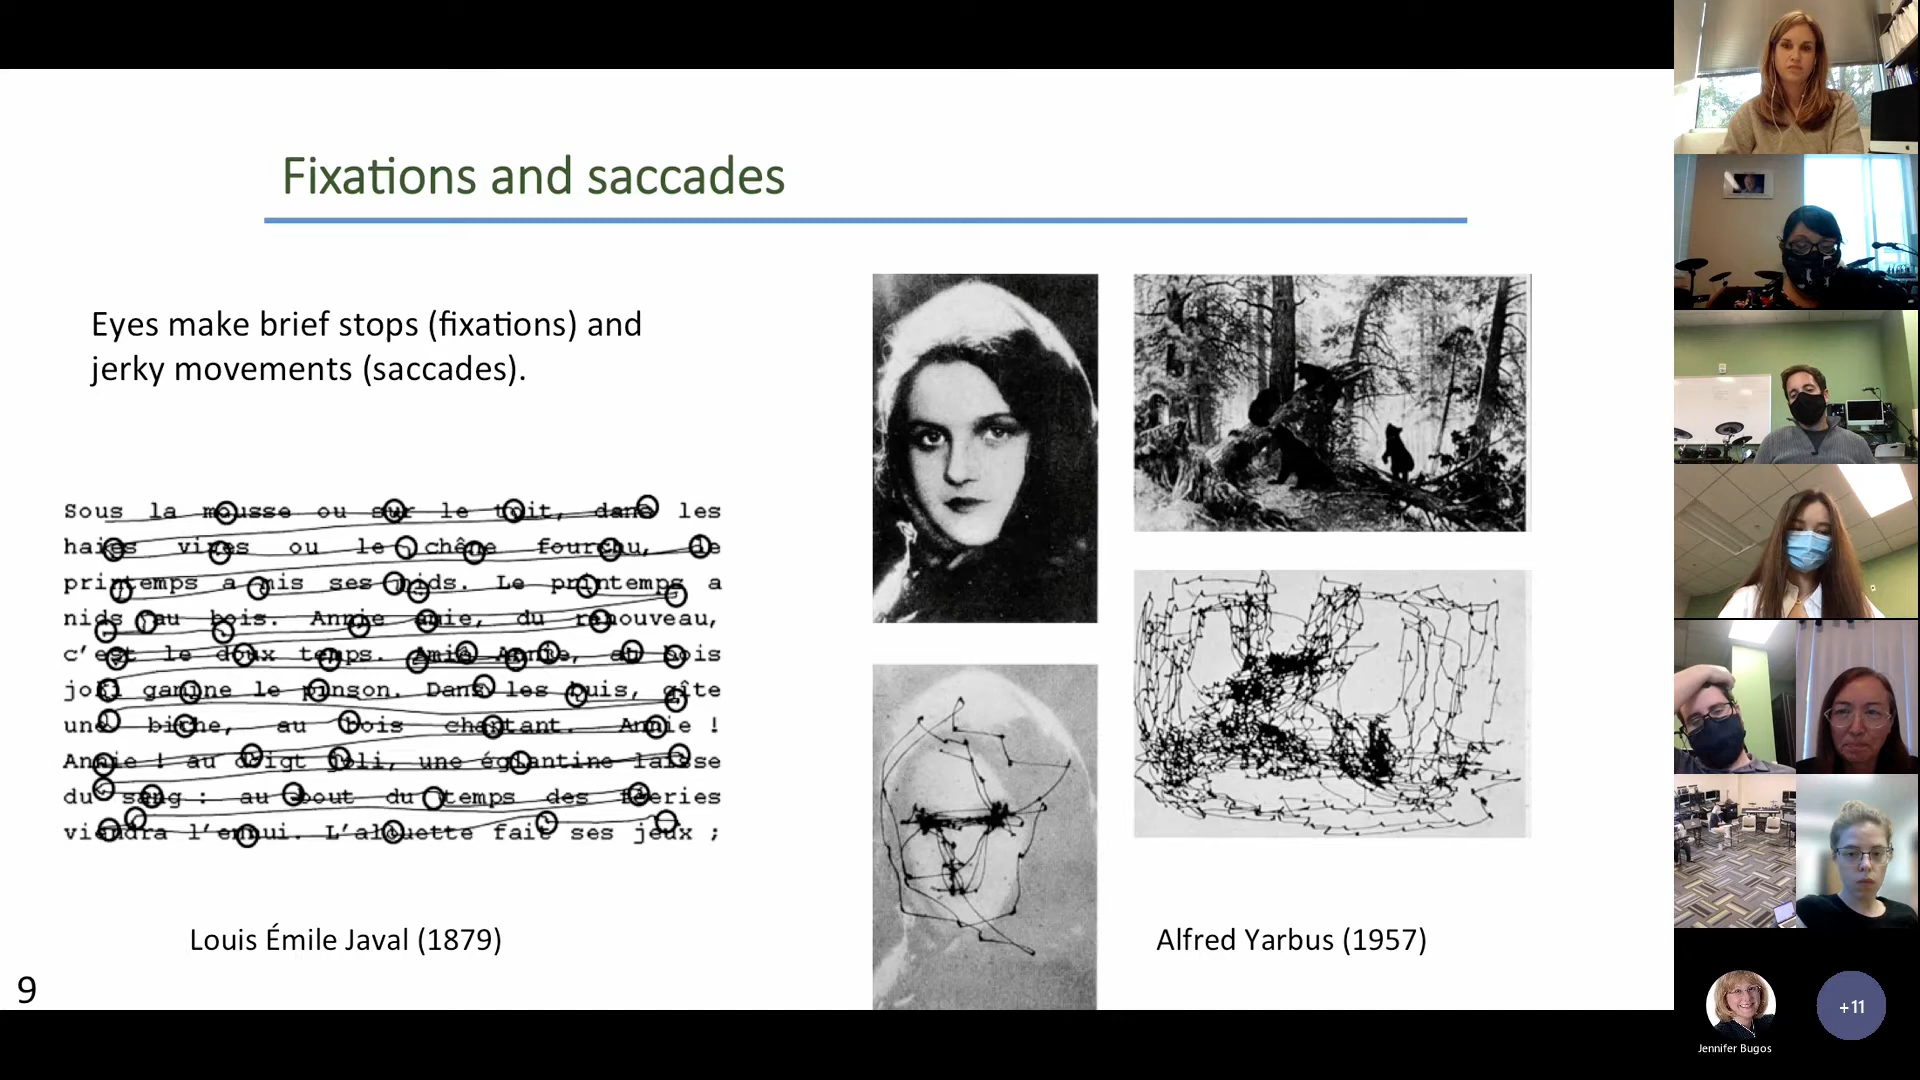 Fixations and saccades
Eyes make brief stops (fixations) and
jerky movements (saccades).
Sous la mousse ou sur le toit, dans les
haies vives ou le chêne fourchu, le
printemps a mis ses nids. Le printemps a
nids au bois. Annie amie, du renouveau,
c'est le doux temps. Amie Annie, au bois
joli gamine le pinson. Dans les buis, gîte
une biche, au bois chantant. Annie !
Annie ! au doigt joli, une églantine laisse
du sang : au bout du temps des féeries
viendra l'ennui. L'alouette fait ses jeux ;
Louis Émile Javal (1879)
Alfred Yarbus (1957)
9
+11
Jennifer Bugos